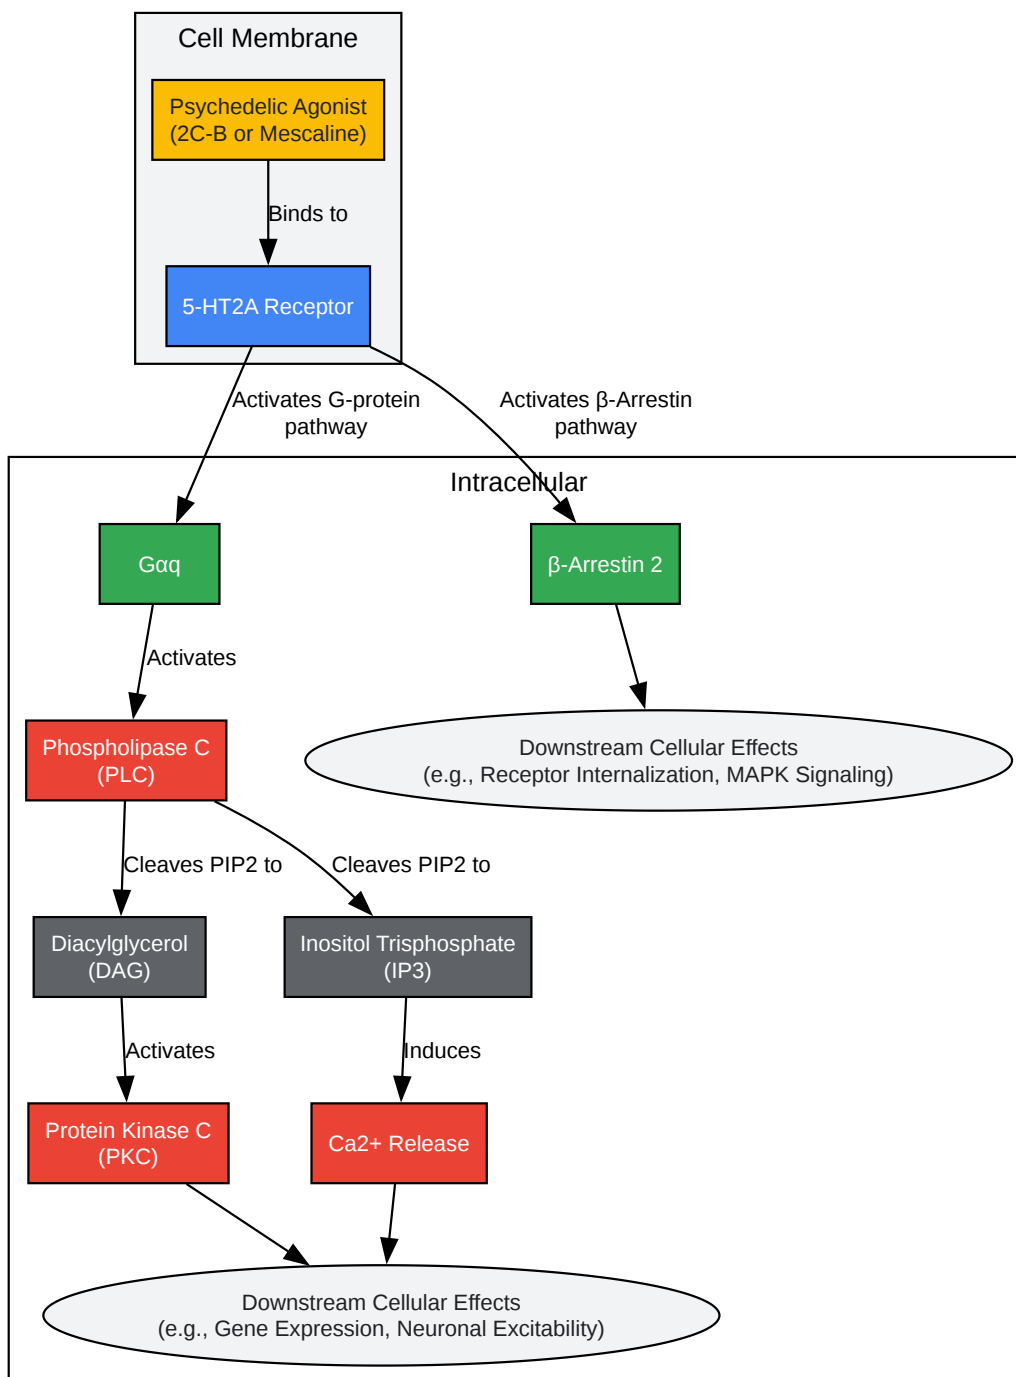 Cell Membrane
Psychedelic Agonist
(2C-B or Mescaline)
Binds to
5-HT2A Receptor
Activates G-protein
pathway
Activates β-Arrestin
pathway
Intracellular
Gαq
β-Arrestin 2
Activates
Phospholipase C
(PLC)
Downstream Cellular Effects
(e.g., Receptor Internalization, MAPK Signaling)
Cleaves PIP2 to
Cleaves PIP2 to
Diacylglycerol
(DAG)
Inositol Trisphosphate
(IP3)
Activates
Induces
Protein Kinase C
(PKC)
Ca2+ Release
Downstream Cellular Effects
(e.g., Gene Expression, Neuronal Excitability)